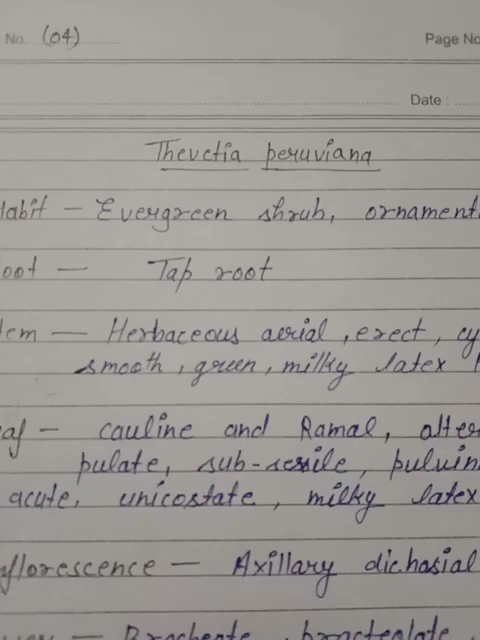 No. (04)
Page No
Date :
Thevetia peruviana
Habit – Evergreen shrub, ornament
oot — Tap root
tem — Herbaceous aerial, erect, cy
smooth, green, milky latex
af – cauline and Ramal, alter
pulate, sub-sessile, pulvin
acute, unicostate, milky latex
florescence — Axillary dichasial
— Bracheate, bracteolate,